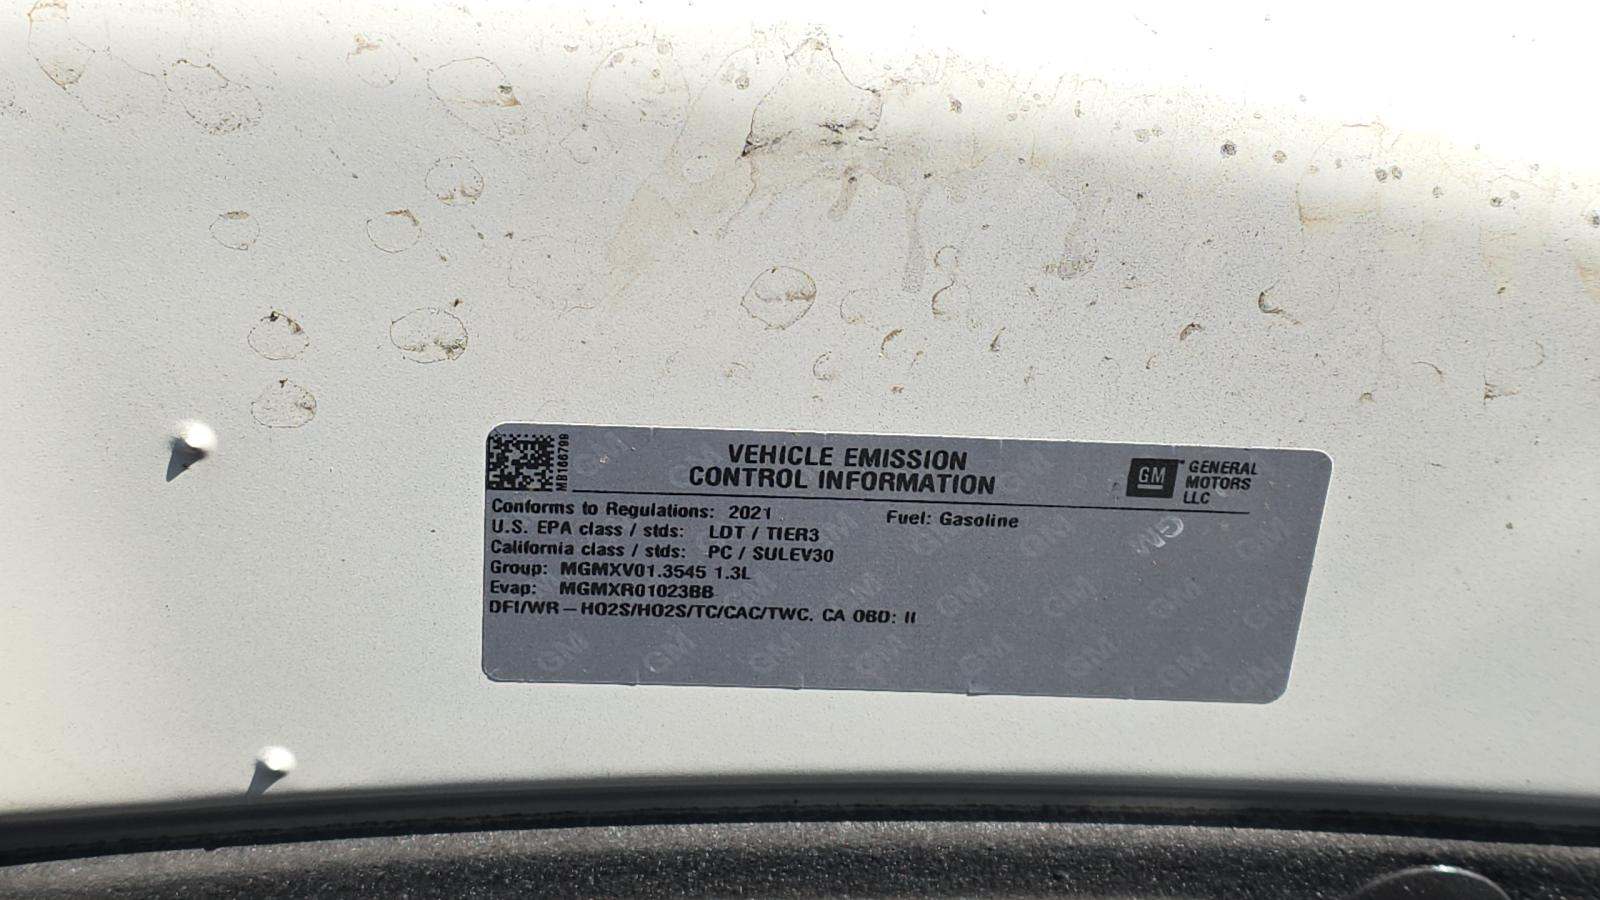 MB166799
VEHICLE EMISSION
CONTROL INFORMATION
GM GENERAL
MOTORS
LLC
Conforms to Regulations: 2021
Fuel: Gasoline
U.S. EPA class / stds: LDT / TIER3
California class / stds: PC / SULEV30
Group: MGMXV01.3545 1.3L
Evap: MGMXR01023BB
DFI/WR – HO2S/HO2S/TC/CAC/TWC. CA OBD: II